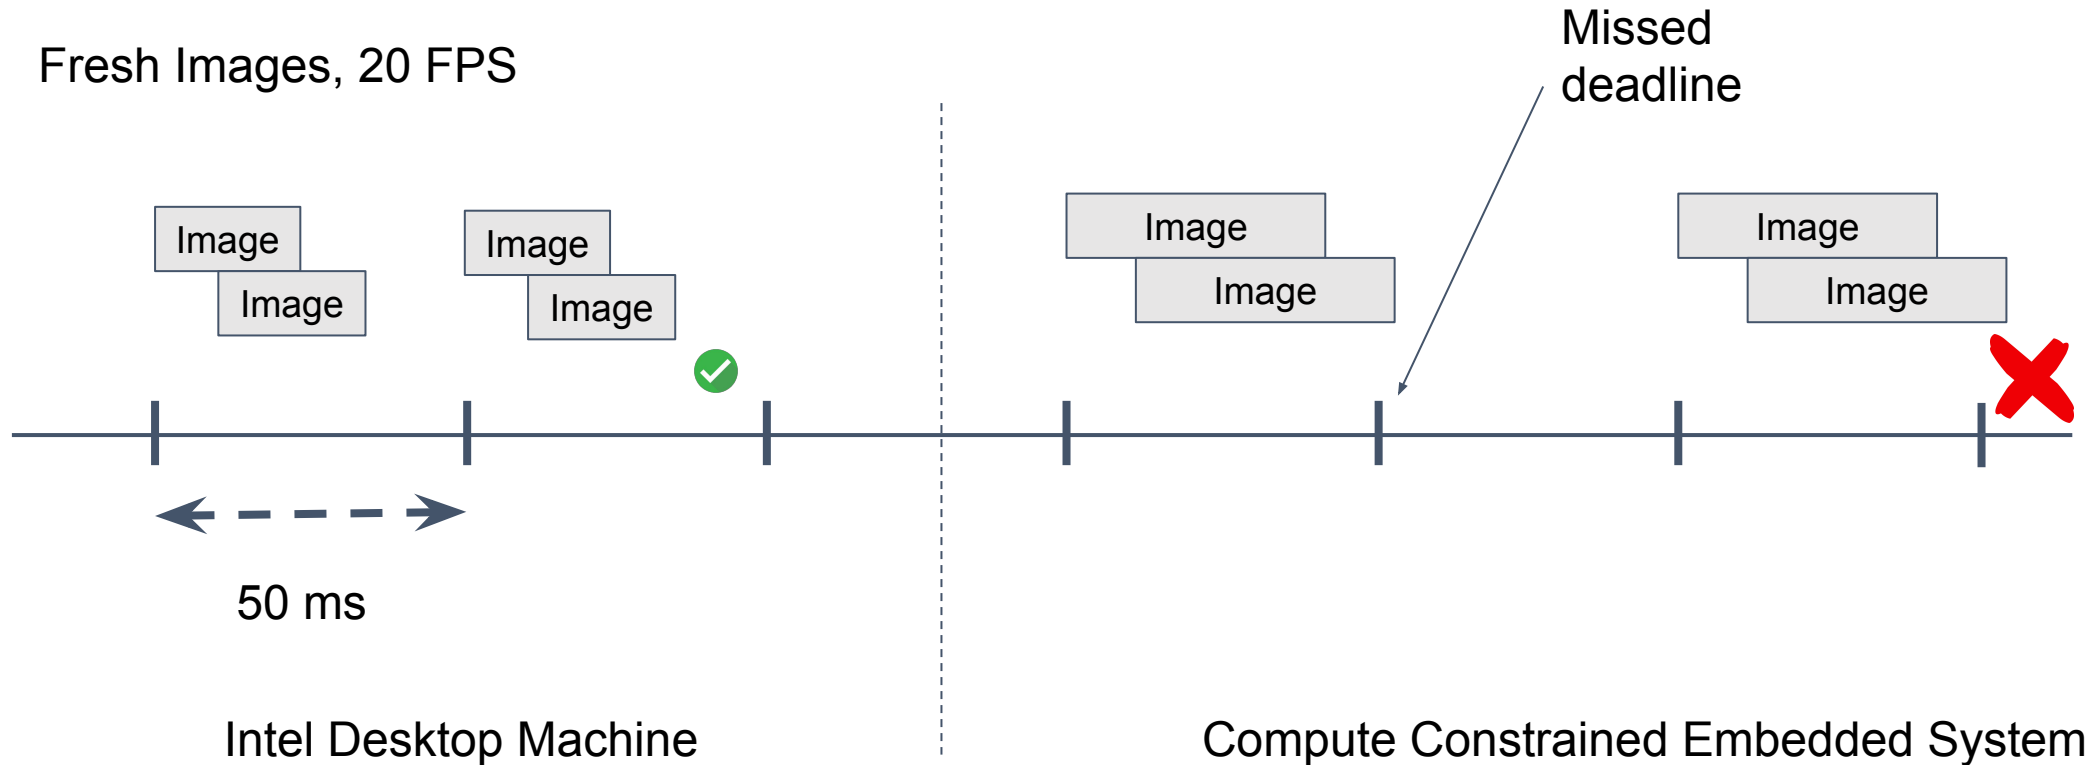 Fresh Images, 20 FPS
Missed
deadline
Image
Image
Image
Image
Image
Image
Image
Image
50 ms
Intel Desktop Machine
Compute Constrained Embedded System